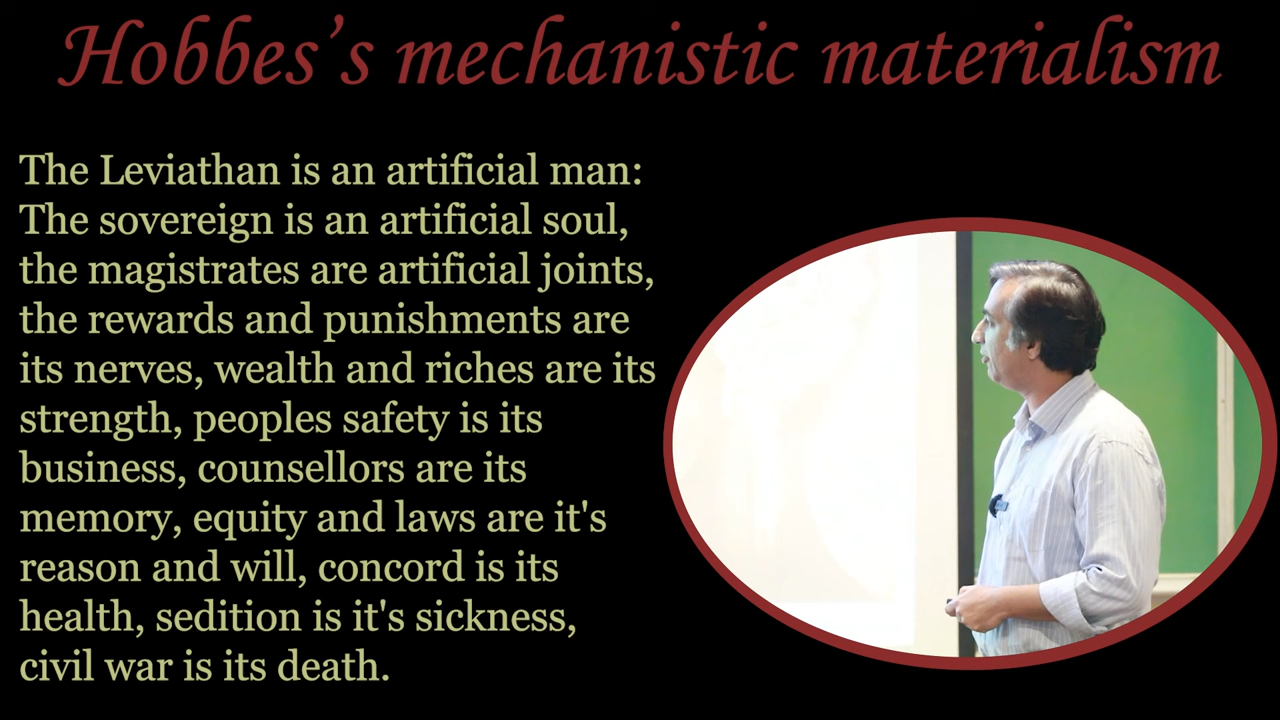 Hobbes’s mechanistic materialism
The Leviathan is an artificial man:
The sovereign is an artificial soul,
the magistrates are artificial joints,
the rewards and punishments are
its nerves, wealth and riches are its
strength, peoples safety is its
business, counsellors are its
memory, equity and laws are it's
reason and will, concord is its
health, sedition is it's sickness,
civil war is its death.